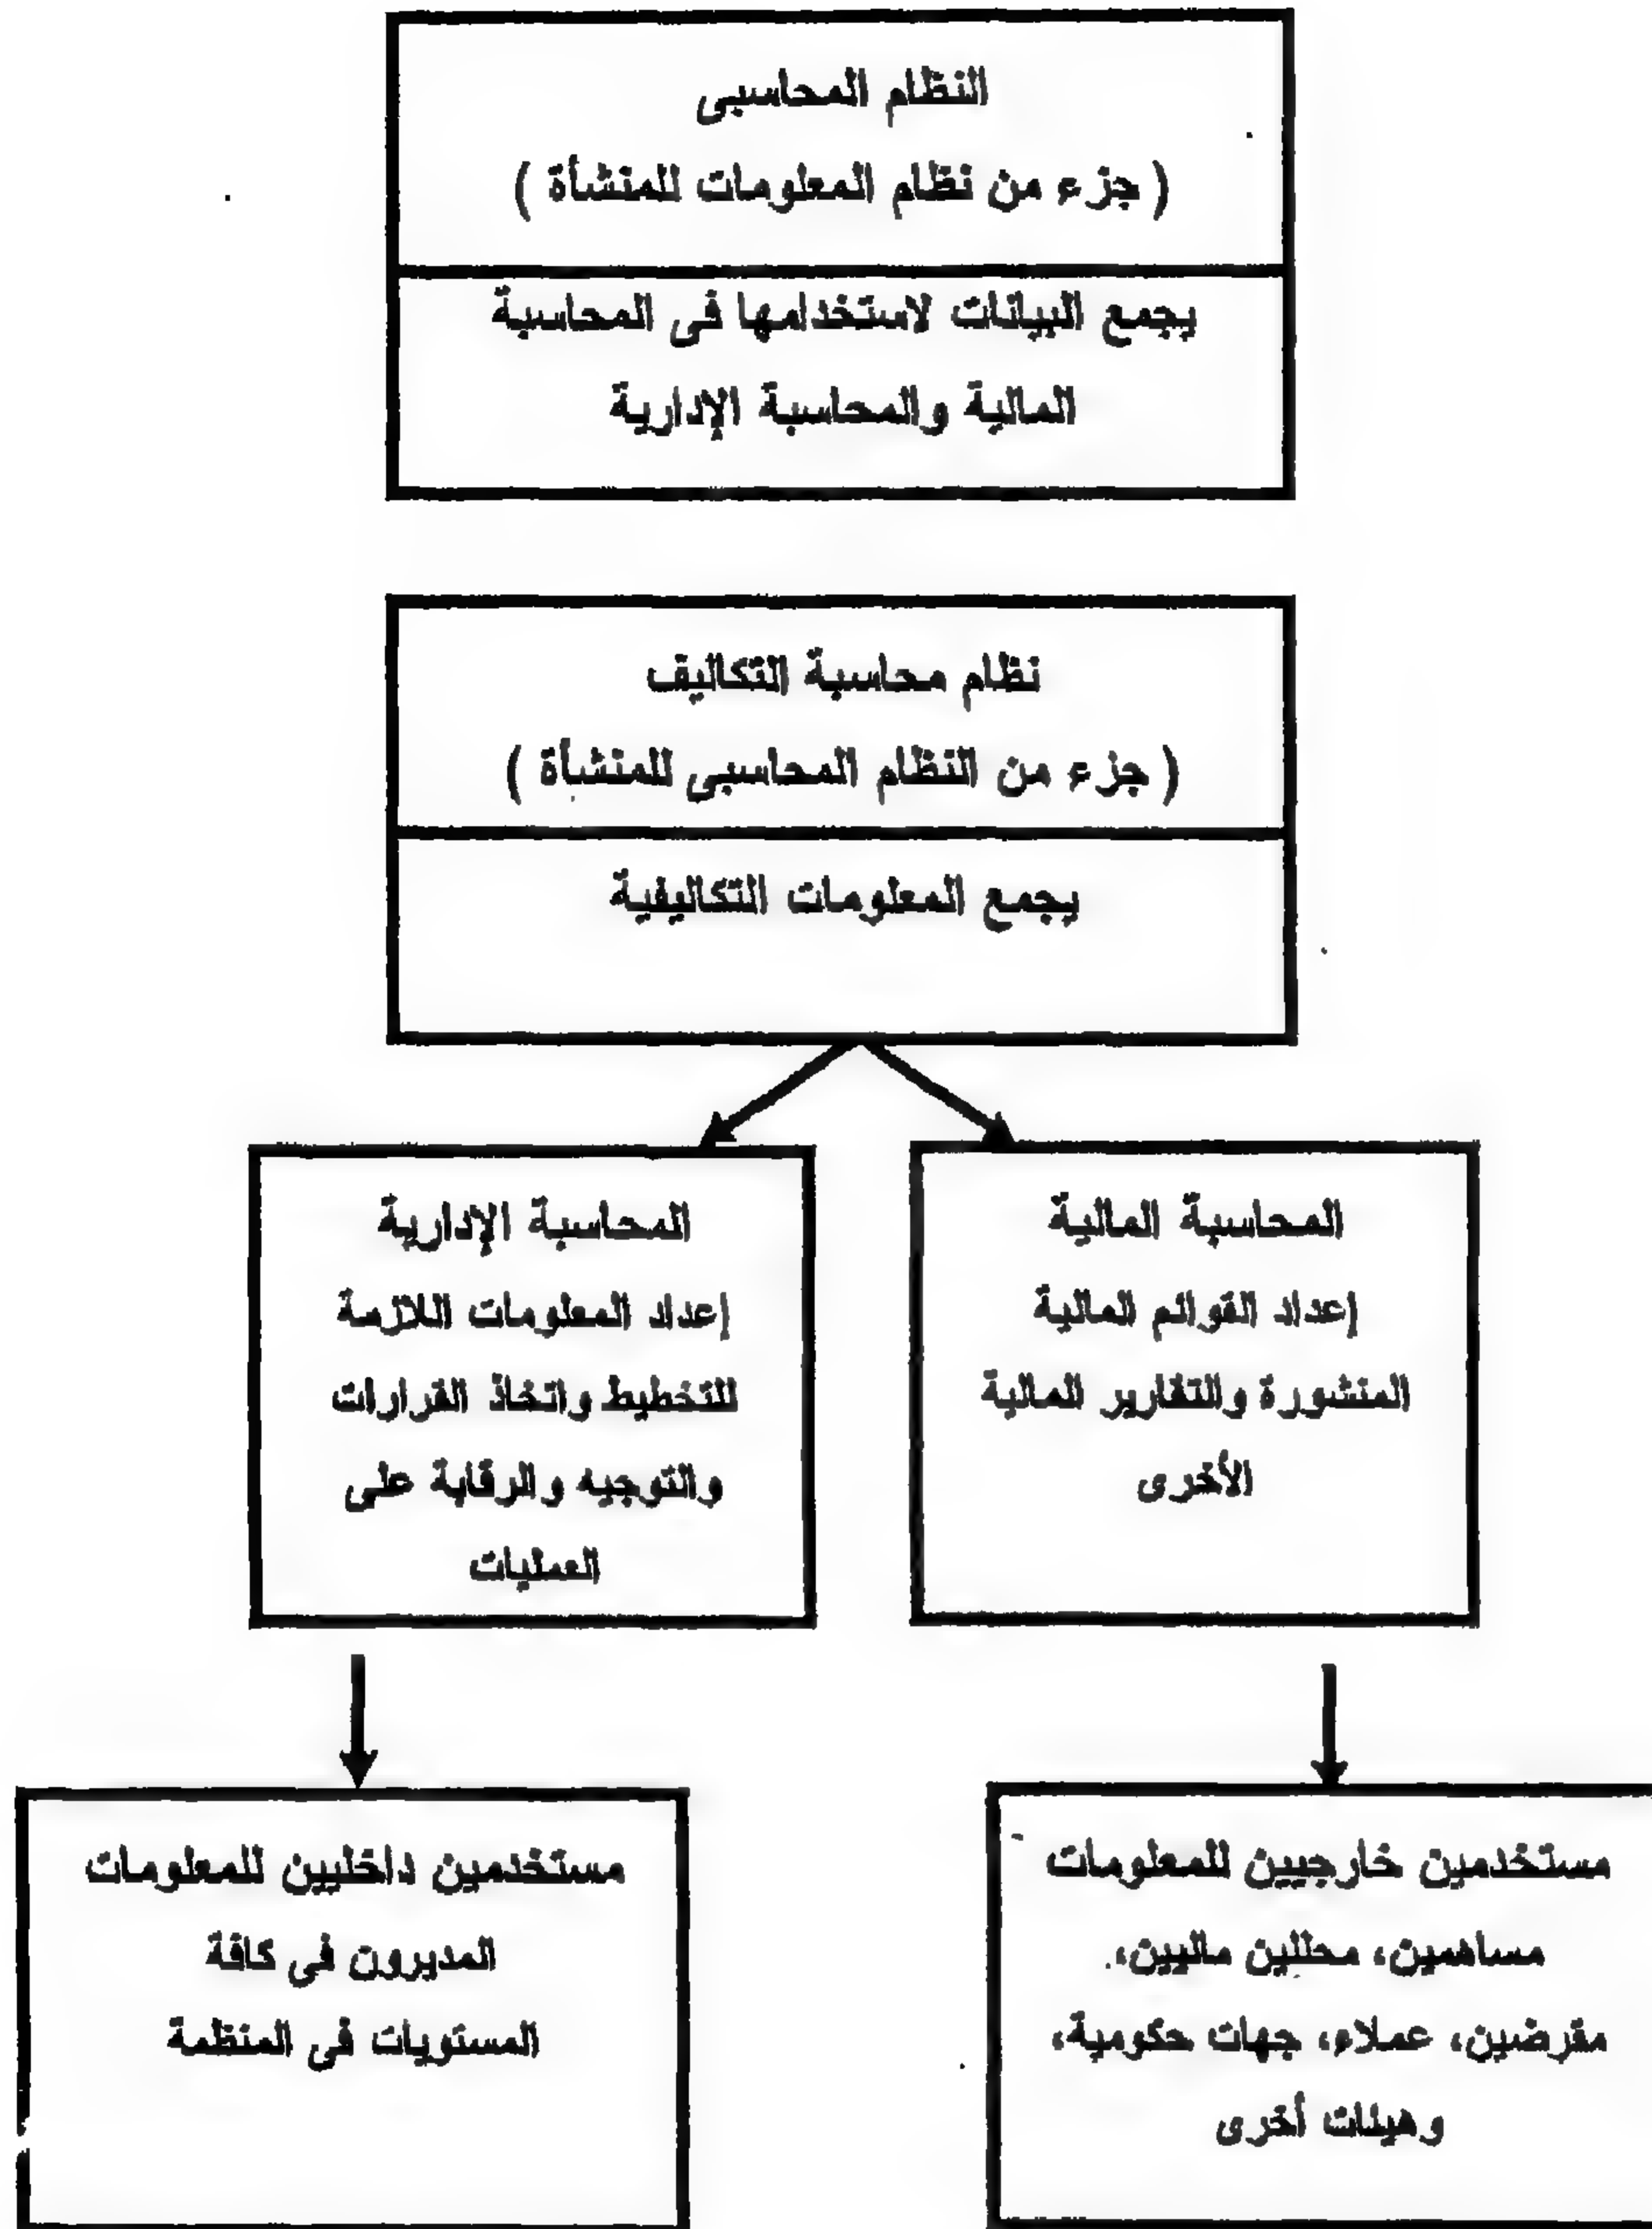 النظام المحاسبى
( جزء من نظام المعلومات للمنشأة )
يجمع البيانات لاستخدامها فى المحاسبة
المالية والمحاسبة الإدارية
نظام محاسبة التكاليف
( جزء من النظام المحاسبى للمنشأة )
يجمع المعلومات التكاليفية
المحاسبة المالية
إعداد القوائم المالية
المنشورة والتقارير المالية
الأخرى
المحاسبة الإدارية
إعداد المعلومات اللازمة
للتخطيط واتخاذ القرارات
والتوجيه والرقابة على
العمليات
مستخدمين خارجيين للمعلومات
مساهمين، محللين ماليين،
مقرضين، عملاء، جهات حكومية،
وهيئات أخرى
مستخدمين داخليين للمعلومات
المديرون فى كافة
المستويات فى المنظمة